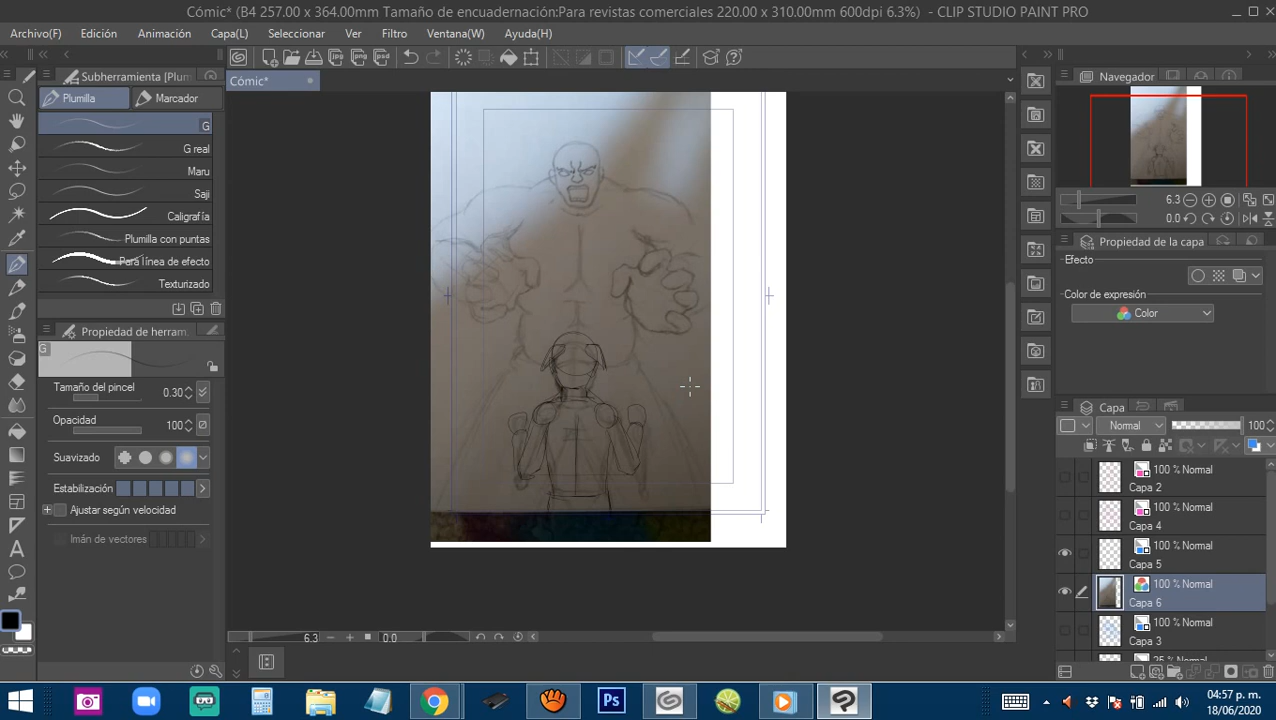 Cómic* (B4 257.00 x 364.00mm Tamaño de encuadernación:Para revistas comerciales 220.00 x 310.00mm 600dpi 6.3%) - CLIP STUDIO PAINT PRO
Archivo(F) Edición Animación Capa(L) Seleccionar Ver Filtro Ventana(W) Ayuda(H)
Subherramienta (Plum
Cómic*
Navegador
Plumilla Marcador
G
G real
Maru
Saji
Caligrafía
Plumilla con puntas
Para línea de efecto
Texturizado
6.3
0.0
Propiedad de la capa
Efecto
Color de expresión
Color
Propiedad de herram
G
Tamaño del pincel 0.30
Opacidad 100
Suavizado
Estabilización
Ajustar según velocidad
Imán de vectores
Capa
Normal 100
100 % Normal
Capa 2
100 % Normal
Capa 4
100 % Normal
Capa 5
100 % Normal
Capa 6
100 % Normal
Capa 3
25 % Normal
6.3 0.0
Ps
04:57 p. m.
18/06/2020